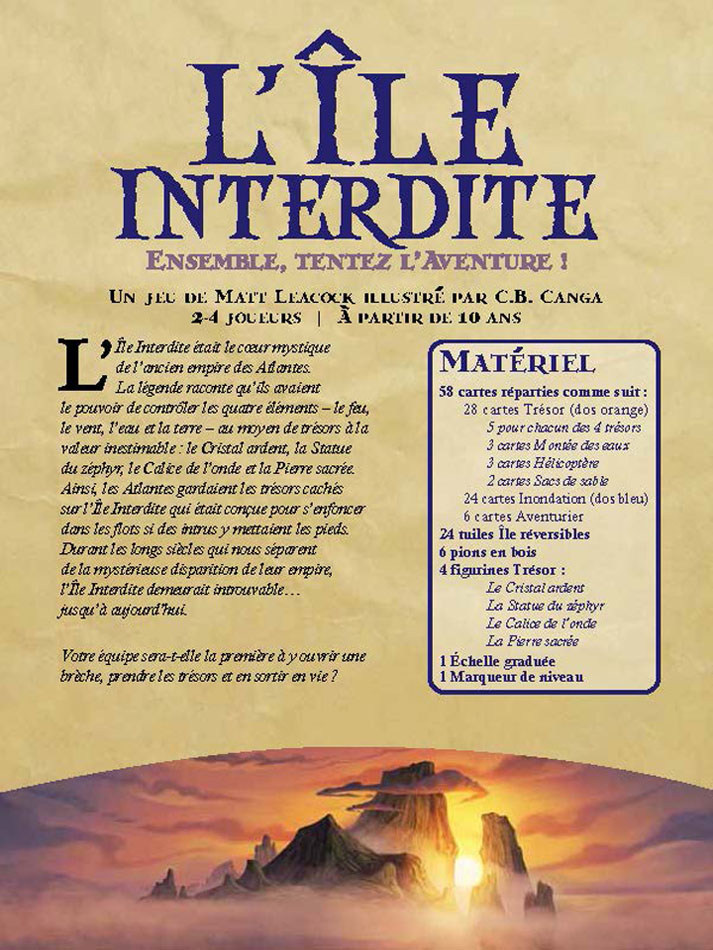 L'ÎLE
INTERDITE
ENSEMBLE, TENTEZ L'AVENTURE !
UN JEU DE MATT LEACOCK ILLUSTRÉ PAR C.B. CANGA
2-4 JOUEURS | À PARTIR DE 10 ANS
L'Île Interdite était le cœur mystique
de l'ancien empire des Atlantes.
La légende raconte qu'ils avaient
le pouvoir de contrôler les quatre éléments – le feu,
le vent, l'eau et la terre – au moyen de trésors à la
valeur inestimable : le Cristal ardent, la Statue
du zéphyr, le Calice de l'onde et la Pierre sacrée.
Ainsi, les Atlantes gardaient les trésors cachés
sur l'Île Interdite qui était conçue pour s'enfoncer
dans les flots si des intrus y mettaient les pieds.
Durant les longs siècles qui nous séparent
de la mystérieuse disparition de leur empire,
l'Île Interdite demeurait introuvable…
jusqu'à aujourd'hui.
Votre équipe sera-t-elle la première à y ouvrir une
brèche, prendre les trésors et en sortir en vie ?
MATÉRIEL
58 cartes réparties comme suit :
28 cartes Trésor (dos orange)
5 pour chacun des 4 trésors
3 cartes Montée des eaux
3 cartes Hélicoptère
2 cartes Sacs de sable
24 cartes Inondation (dos bleu)
6 cartes Aventurier
24 tuiles Île réversibles
6 pions en bois
4 figurines Trésor :
Le Cristal ardent
La Statue du zéphyr
Le Calice de l'onde
La Pierre sacrée
1 Échelle graduée
1 Marqueur de niveau